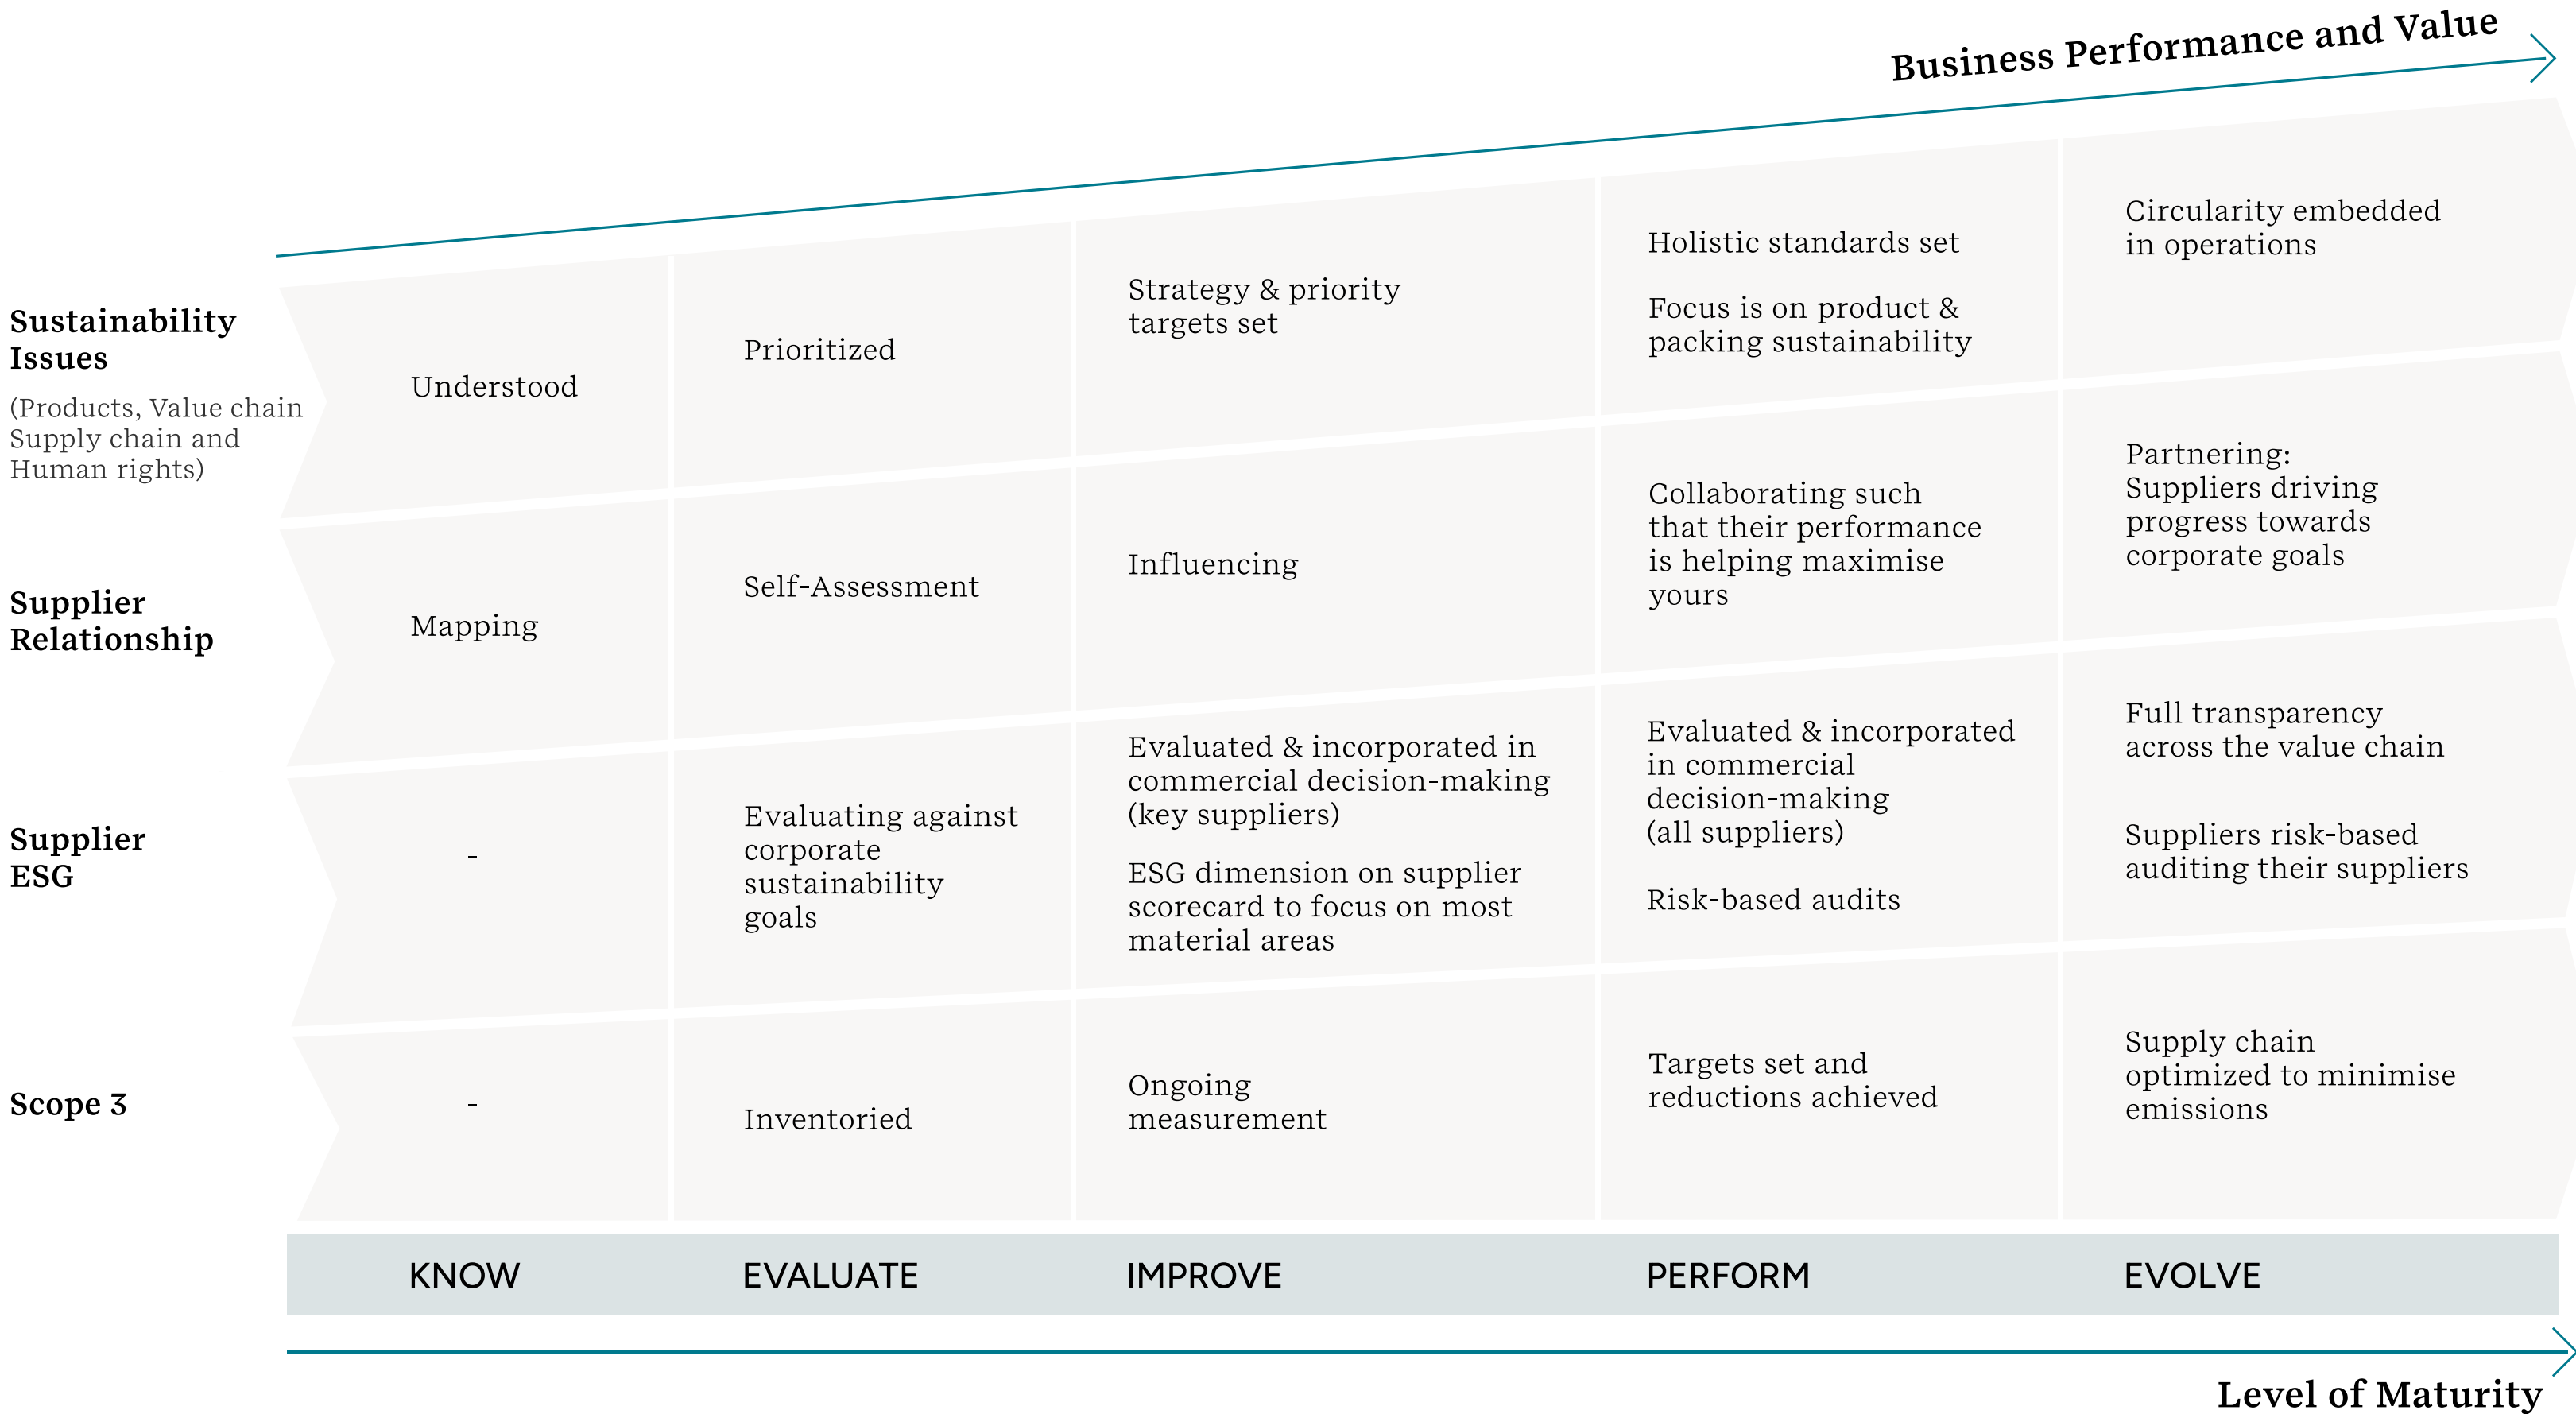 Business Performance and Value
Sustainability
Issues
(Products, Value chain
Supply chain and
Human rights)
Understood
Prioritized
Strategy & priority
targets set
Holistic standards set
Focus is on product &
packing sustainability
Circularity embedded
in operations
Supplier
Relationship
Mapping
Self-Assessment
Influencing
Collaborating such
that their performance
is helping maximise
yours
Partnering:
Suppliers driving
progress towards
corporate goals
Supplier
ESG
-
Evaluating against
corporate
sustainability
goals
Evaluated & incorporated in
commercial decision-making
(key suppliers)
ESG dimension on supplier
scorecard to focus on most
material areas
Evaluated & incorporated
in commercial
decision-making
(all suppliers)
Risk-based audits
Full transparency
across the value chain
Suppliers risk-based
auditing their suppliers
Scope 3
-
Inventoried
Ongoing
measurement
Targets set and
reductions achieved
Supply chain
optimized to minimise
emissions
KNOW
EVALUATE
IMPROVE
PERFORM
EVOLVE
Level of Maturity